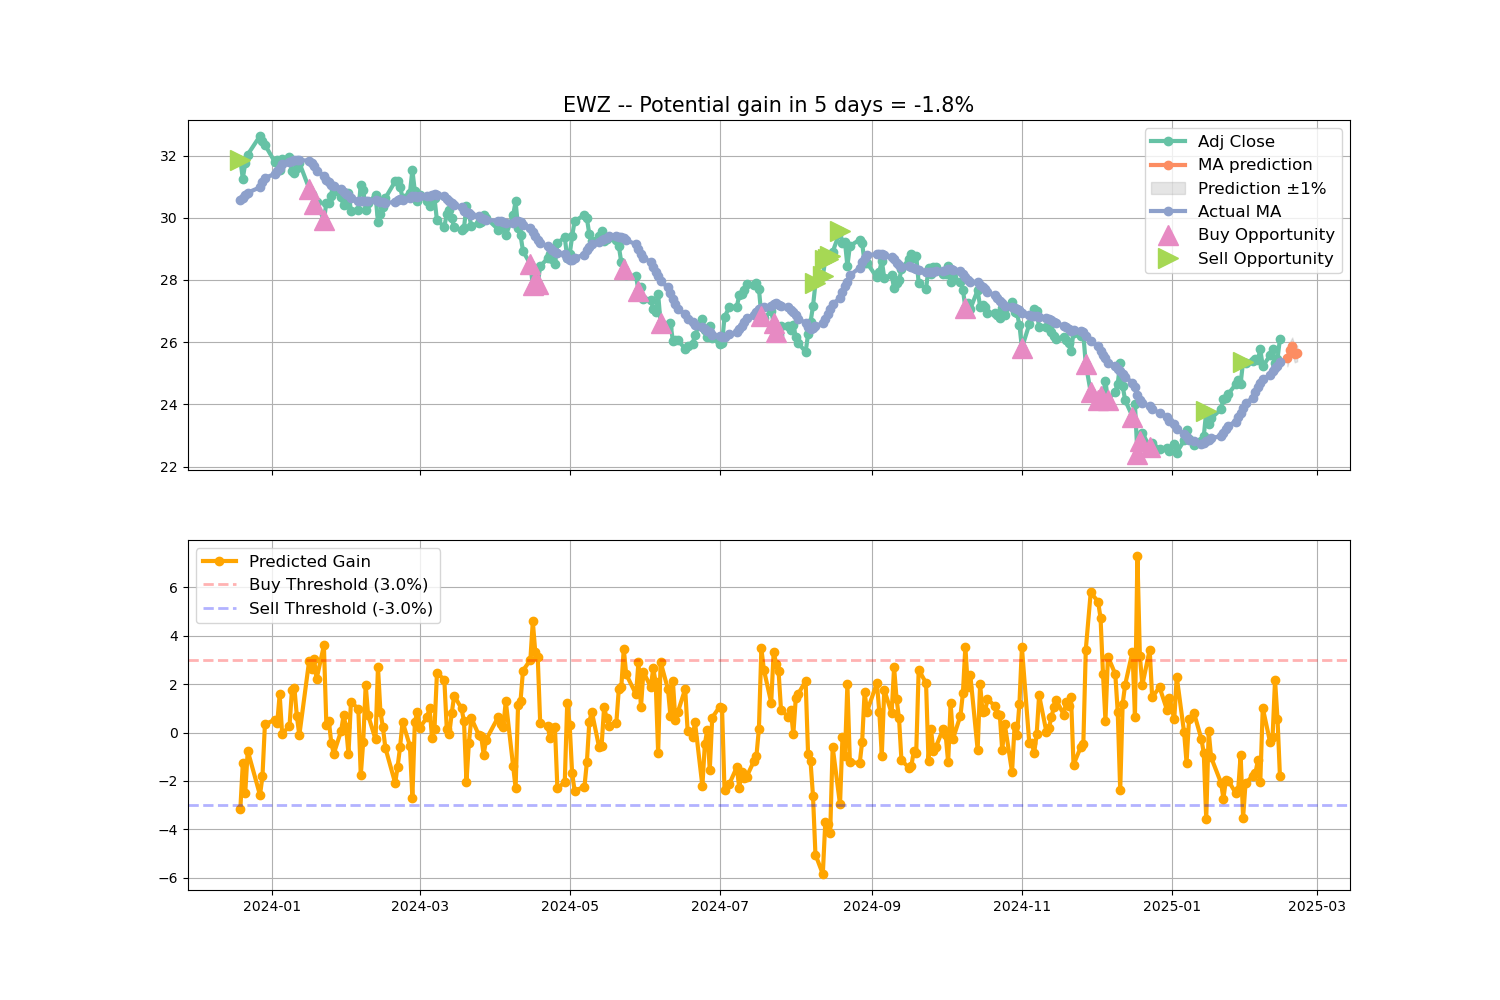 EWZ -- Potential gain in 5 days = -1.8%
32
30
28
26
24
22
Adj Close
MA prediction
Prediction ±1%
Actual MA
Buy Opportunity
Sell Opportunity
6
4
2
0
−2
−4
−6
Predicted Gain
Buy Threshold (3.0%)
Sell Threshold (-3.0%)
2024-01 2024-03 2024-05 2024-07 2024-09 2024-11 2025-01 2025-03